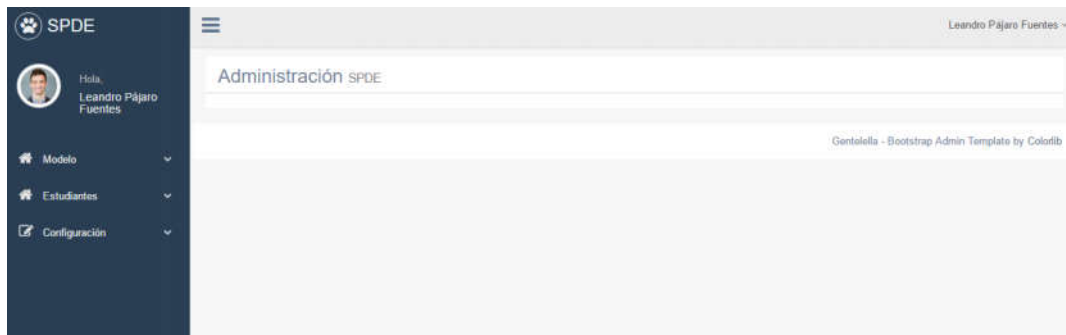 SPDE
Leandro Pájaro Fuentes
Hola,
Leandro Pájaro
Fuentes
Administración SPDE
Gentelella - Bootstrap Admin Template by Colorlib
Modelo
Estudiantes
Configuración